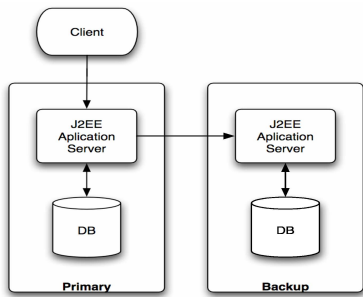 Client
J2EE
Aplication
Server
J2EE
Aplication
Server
DB
DB
Primary
Backup